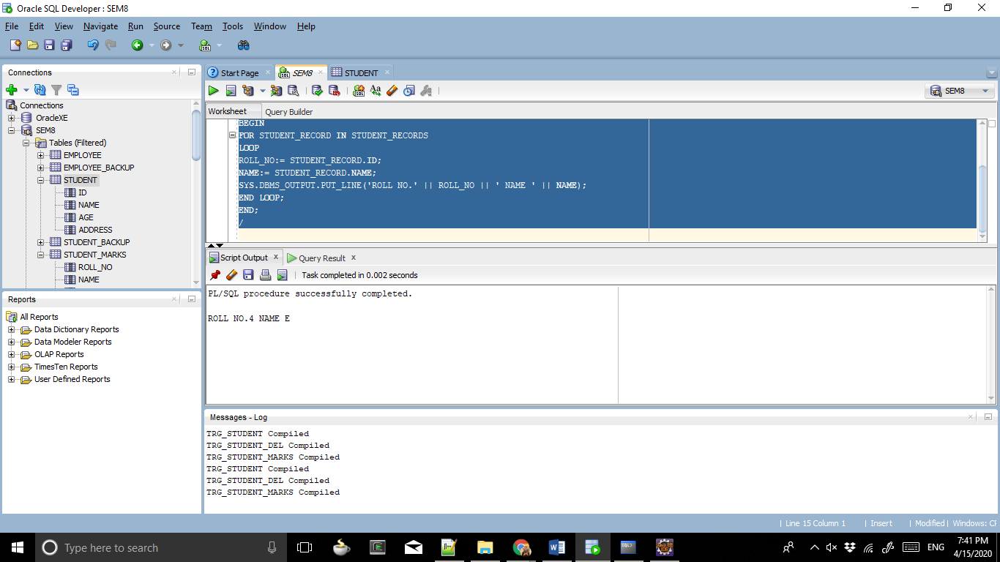 Oracle SQL Developer : SEM8
File Edit View Navigate Run Source Team Tools Window Help
Connections
Connections
OracleXE
SEM8
Tables (Filtered)
EMPLOYEE
EMPLOYEE_BACKUP
STUDENT
ID
NAME
AGE
ADDRESS
STUDENT_BACKUP
STUDENT_MARKS
ROLL_NO
NAME
Reports
All Reports
Data Dictionary Reports
Data Modeler Reports
OLAP Reports
TimesTen Reports
User Defined Reports
Start Page SEM8 STUDENT
SEM8
Worksheet Query Builder
BEGIN
FOR STUDENT_RECORD IN STUDENT_RECORDS
LOOP
ROLL_NO:= STUDENT_RECORD.ID;
NAME:= STUDENT_RECORD.NAME;
SYS.DBMS_OUTPUT.PUT_LINE('ROLL NO.' || ROLL_NO || ' NAME ' || NAME);
END LOOP;
END;
/
Script Output x Query Result x
Task completed in 0.002 seconds
PL/SQL procedure successfully completed.
ROLL NO.4 NAME E
Messages - Log
TRG_STUDENT Compiled
TRG_STUDENT_DEL Compiled
TRG_STUDENT_MARKS Compiled
TRG_STUDENT Compiled
TRG_STUDENT_DEL Compiled
TRG_STUDENT_MARKS Compiled
| Line 15 Column 1 | Insert | Modified | Windows: CF
Type here to search
ENG
7:41 PM
4/15/2020